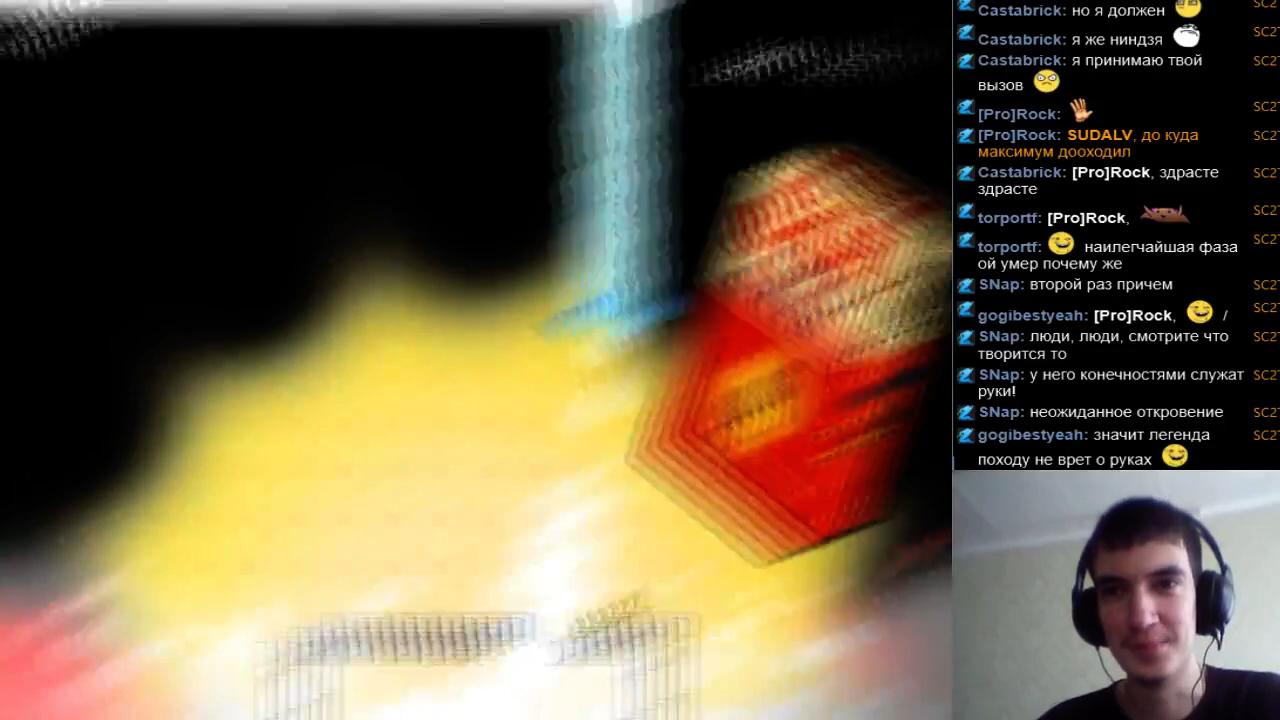 Castabrick: но я должен
Castabrick: я же ниндзя
Castabrick: я принимаю твой
вызов
[Pro]Rock:
[Pro]Rock: SUDALV, до куда
максимум доoходил
Castabrick: [Pro]Rock, здрасте
здрасте
torportf: [Pro]Rock,
torportf: наилегчайшая фаза
ой умер почему же
SNap: второй раз причем
gogibestyeah: [Pro]Rock, /
SNap: люди, люди, смотрите что
творится то
SNap: у него конечностями служат
руки!
SNap: неожиданное откровение
gogibestyeah: значит легенда
походу не врет о руках